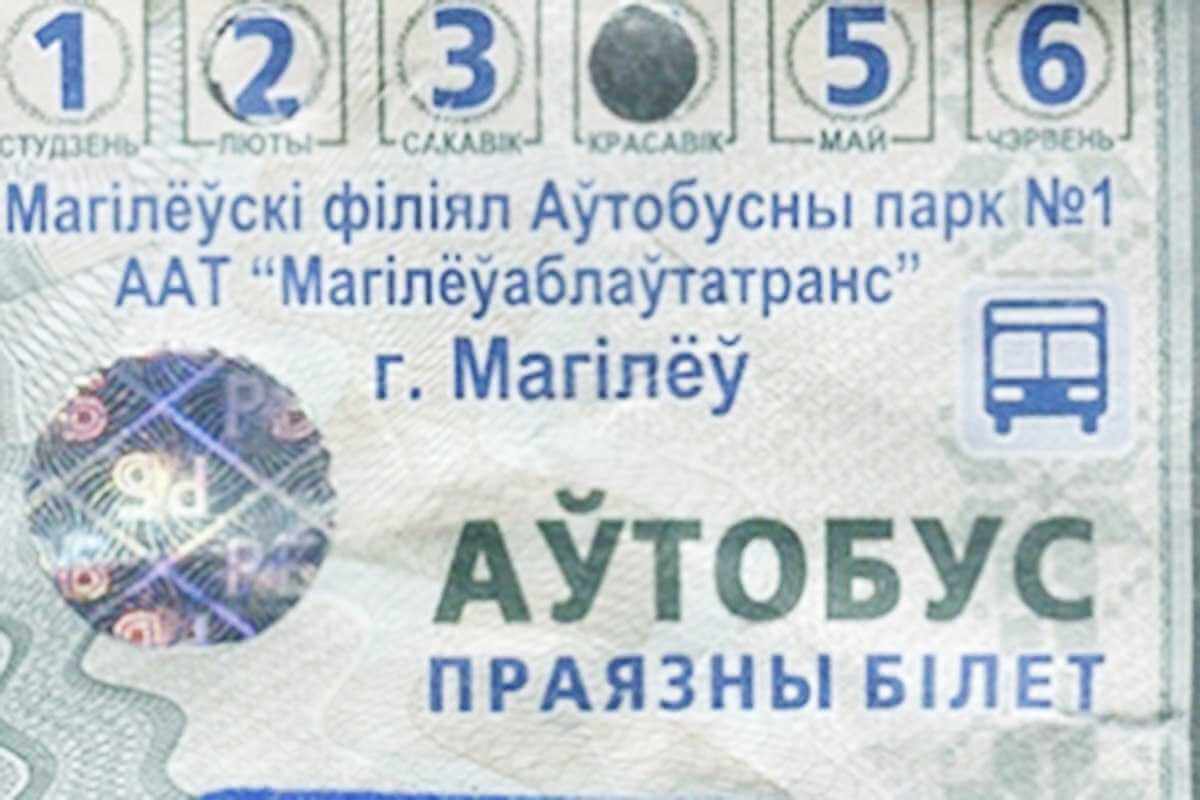 1 2 3 5 6
СТУДЗЕНЬ ЛЮТЫ САКАВІК КРАСАВІК МАЙ ЧЭРВЕНЬ
Магілёўскі філіял Аўтобусны парк №1
ААТ “Магілёўаблаўтатранс”
г. Магілёў
АЎТОБУС
ПРАЯЗНЫ БІЛЕТ